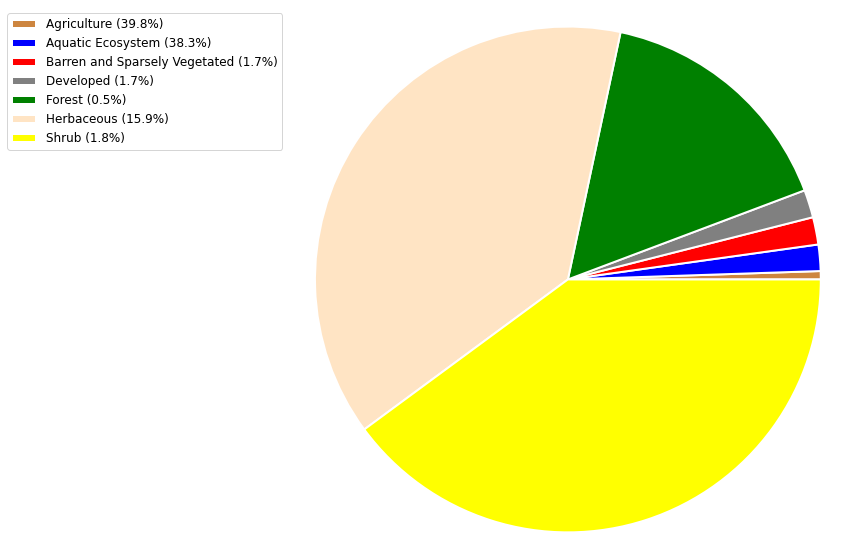 Agriculture (39.8%)
Aquatic Ecosystem (38.3%)
Barren and Sparsely Vegetated (1.7%)
Developed (1.7%)
Forest (0.5%)
Herbaceous (15.9%)
Shrub (1.8%)